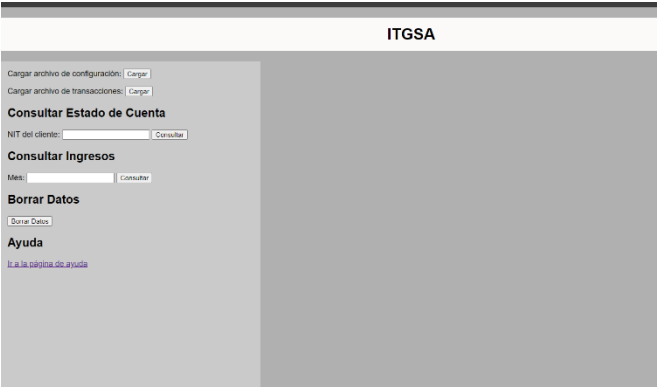 ITGSA
Cargar archivo de configuración: Cargar
Cargar archivo de transacciones: Cargar
Consultar Estado de Cuenta
NIT del cliente: Consultar
Consultar Ingresos
Mes: Consultar
Borrar Datos
Borrar Datos
Ayuda
Ir a la página de ayuda